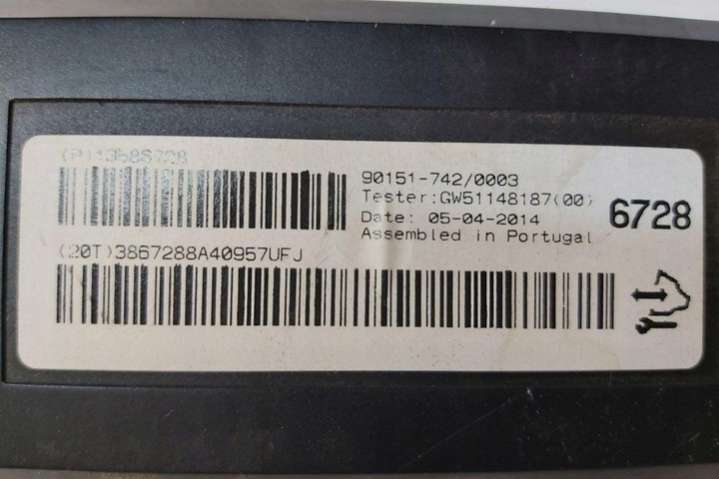 90151-742/0003
Tester:GW51148187(00)
Date: 05-04-2014
Assembled in Portugal
6728
(20T)3867288A40957UFJ